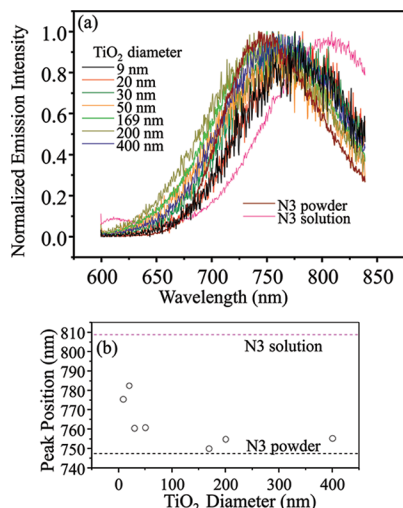 (a)
TiO2 diameter
9 nm
20 nm
30 nm
50 nm
169 nm
200 nm
400 nm
N3 powder
N3 solution
Normalized Emission Intensity
1.0
0.8
0.6
0.4
0.2
0.0
600 650 700 750 800 850
Wavelength (nm)
(b)
N3 solution
N3 powder
Peak Position (nm)
810
800
790
780
770
760
750
740
0 100 200 300 400
TiO2 Diameter (nm)